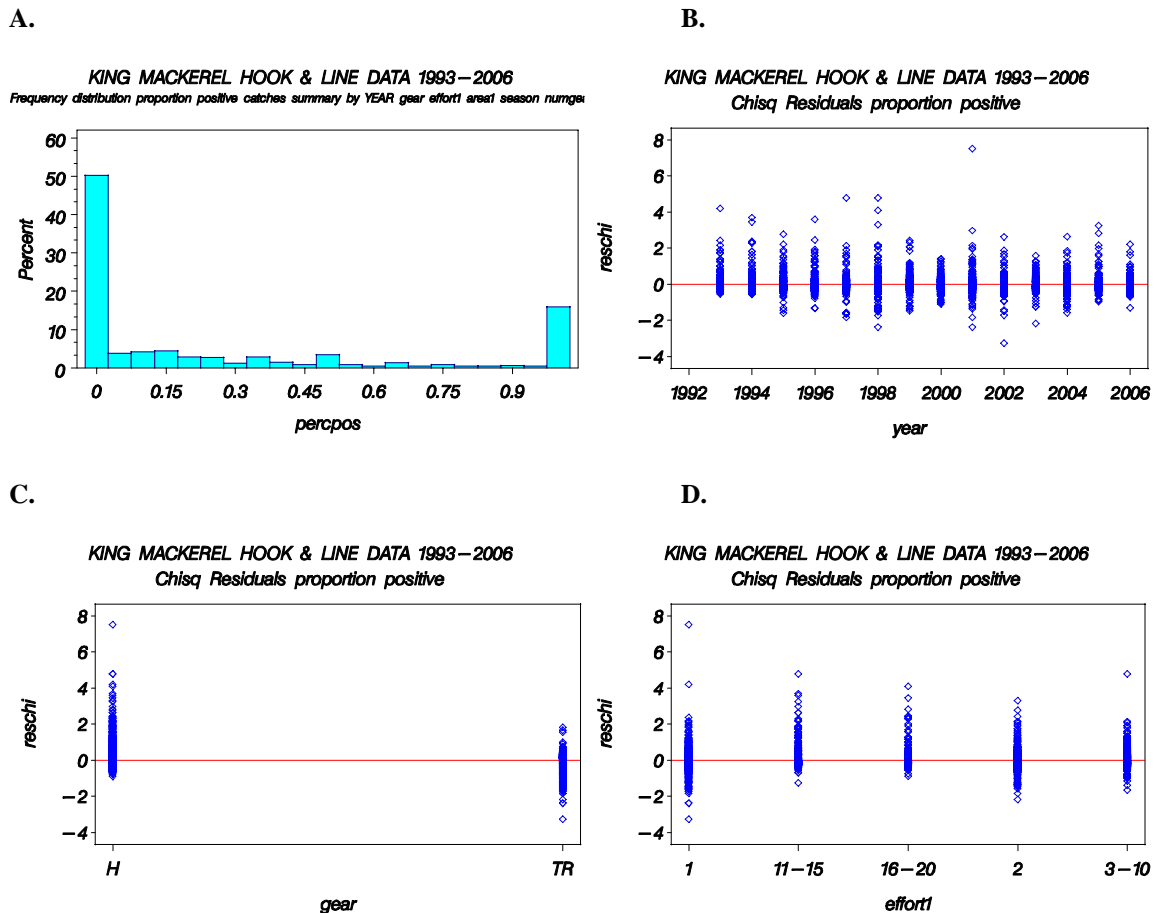 A.
KING MACKEREL HOOK & LINE DATA 1993−2006
Frequency distribution proportion positive catches summary by YEAR gear effort1 area1 season
60
50
40
30
20
10
0
Percent
0 0.15 0.3 0.45 0.6 0.75 0.9
percpos
B.
KING MACKEREL HOOK & LINE DATA 1993−2006
Chisq Residuals proportion positive
8
6
4
2
0
−2
−4
reschi
1992 1994 1996 1998 2000 2002 2004 2006
year
C.
KING MACKEREL HOOK & LINE DATA 1993−2006
Chisq Residuals proportion positive
8
6
4
2
0
−2
−4
reschi
H TR
gear
D.
KING MACKEREL HOOK & LINE DATA 1993−2006
Chisq Residuals proportion positive
8
6
4
2
0
−2
−4
reschi
1 11−15 16−20 2 3−10
effort1